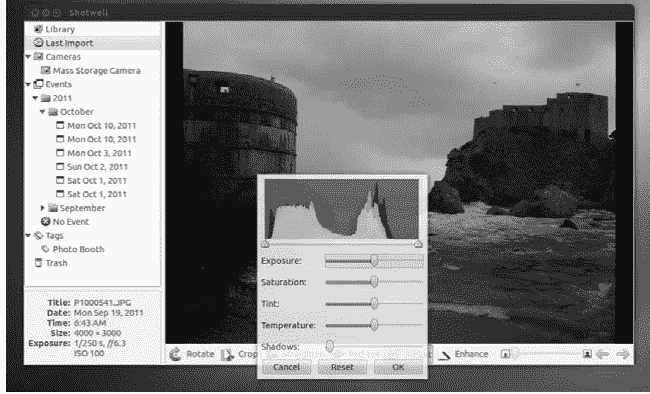 Shotwell
Library
Last Import
Cameras
Mass Storage Camera
Events
2011
October
Mon Oct 10, 2011
Mon Oct 10, 2011
Mon Oct 3, 2011
Sun Oct 2, 2011
Sat Oct 1, 2011
Sat Oct 1, 2011
September
No Event
Tags
Photo Booth
Trash
Title: P1000541.JPG
Date: Mon Sep 19, 2011
Time: 6:43 AM
Size: 4000 × 3000
Exposure: 1/250 s, f/6.3
ISO 100
Exposure:
Saturation:
Tint:
Temperature:
Shadows:
Cancel Reset OK
Rotate Crop Enhance